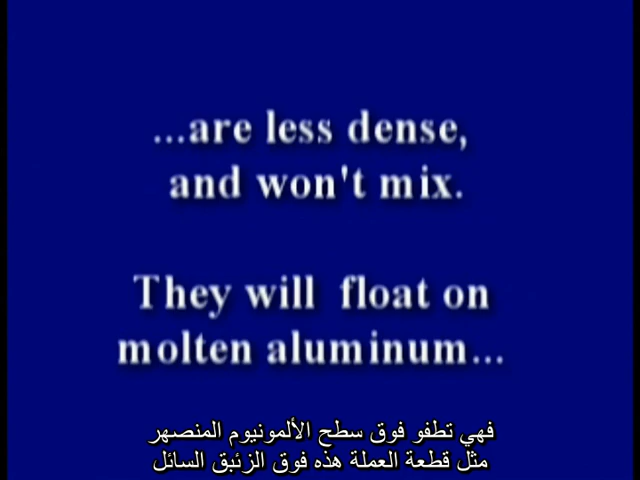 ...are less dense,
and won't mix.
They will float on
molten aluminum...
فهي تطفو فوق سطح الألمونيوم المنصهر
مثل قطعة العملة هذه فوق الزئبق السائل